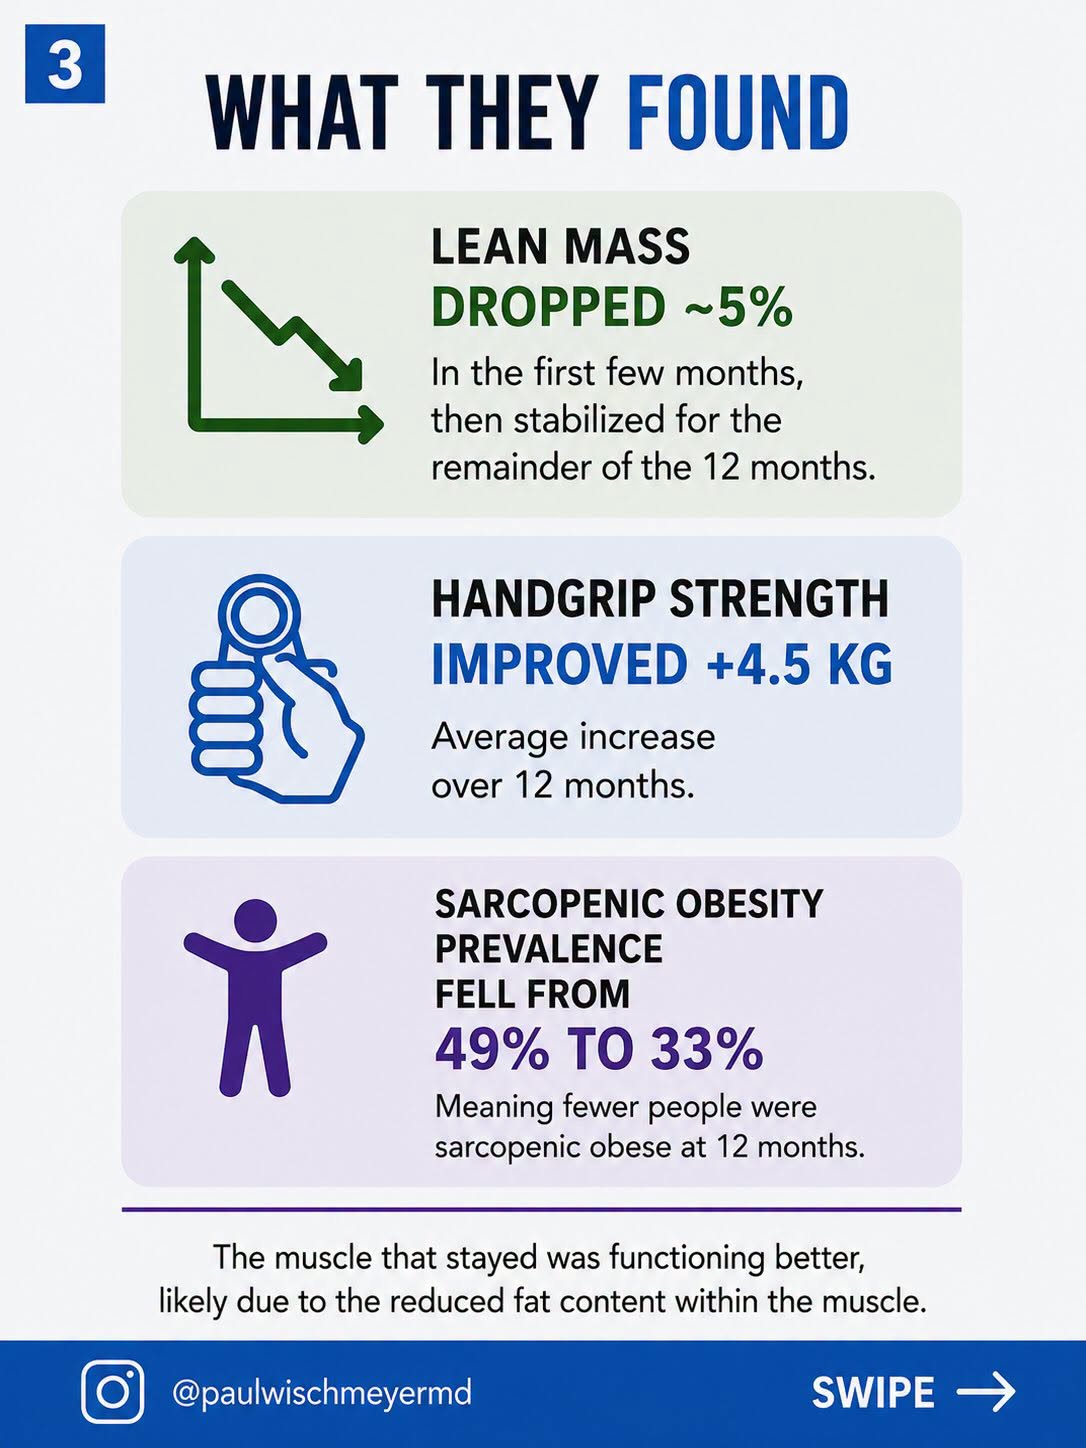 3
WHAT THEY FOUND
LEAN MASS
DROPPED ~5%
In the first few months,
then stabilized for the
remainder of the 12 months.
HANDGRIP STRENGTH
IMPROVED +4.5 KG
Average increase
over 12 months.
SARCOPENIC OBESITY
PREVALENCE
FELL FROM
49% TO 33%
Meaning fewer people were
sarcopenic obese at 12 months.
The muscle that stayed was functioning better,
likely due to the reduced fat content within the muscle.
@paulwischmeyermd
SWIPE